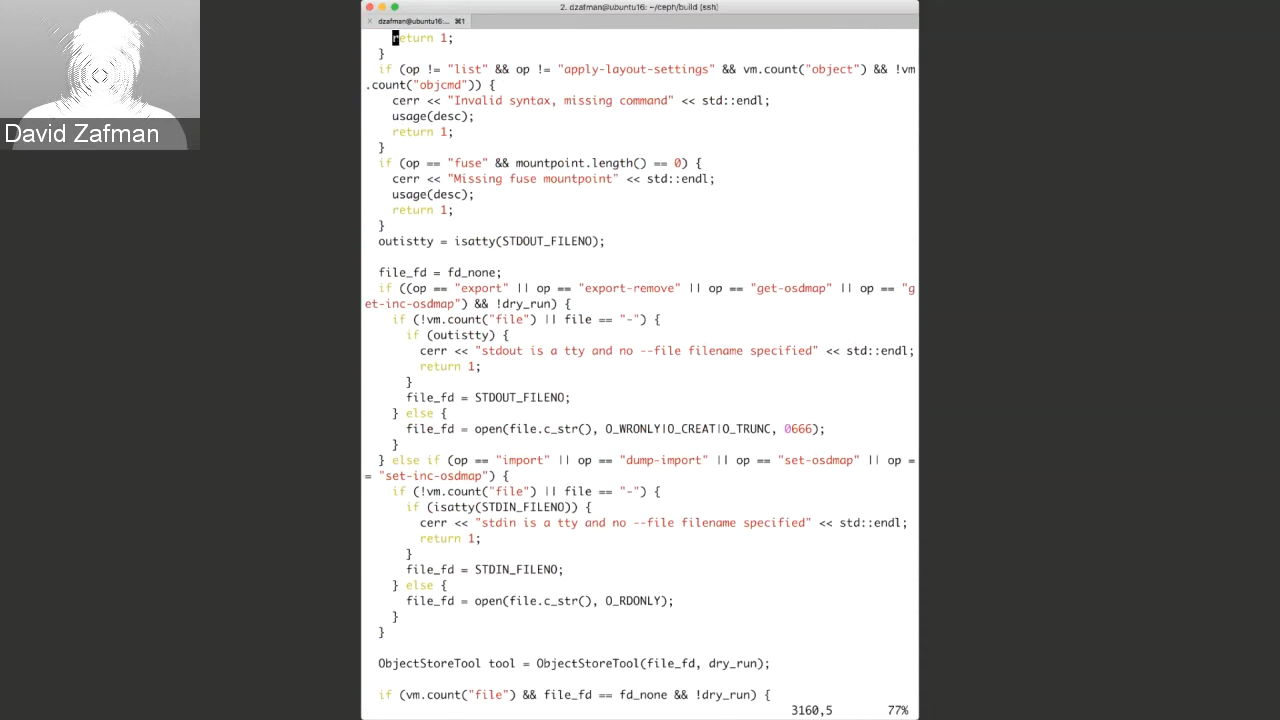 2. dzafman@ubuntu16: ~/ceph/build (ssh)
× dzafman@ubuntu16:... ⌘1
David Zafman
return 1;
}
if (op != "list" && op != "apply-layout-settings" && vm.count("object") && !vm
.count("objcmd")) {
cerr << "Invalid syntax, missing command" << std::endl;
usage(desc);
return 1;
}
if (op == "fuse" && mountpoint.length() == 0) {
cerr << "Missing fuse mountpoint" << std::endl;
usage(desc);
return 1;
}
outistty = isatty(STDOUT_FILENO);
file_fd = fd_none;
if ((op == "export" || op == "export-remove" || op == "get-osdmap" || op == "g
et-inc-osdmap") && !dry_run) {
if (!vm.count("file") || file == "-") {
if (outistty) {
cerr << "stdout is a tty and no --file filename specified" << std::endl;
return 1;
}
file_fd = STDOUT_FILENO;
} else {
file_fd = open(file.c_str(), O_WRONLY|O_CREAT|O_TRUNC, 0666);
}
} else if (op == "import" || op == "dump-import" || op == "set-osdmap" || op =
= "set-inc-osdmap") {
if (!vm.count("file") || file == "-") {
if (isatty(STDIN_FILENO)) {
cerr << "stdin is a tty and no --file filename specified" << std::endl;
return 1;
}
file_fd = STDIN_FILENO;
} else {
file_fd = open(file.c_str(), O_RDONLY);
}
}
ObjectStoreTool tool = ObjectStoreTool(file_fd, dry_run);
if (vm.count("file") && file_fd == fd_none && !dry_run) {
3160,5 77%